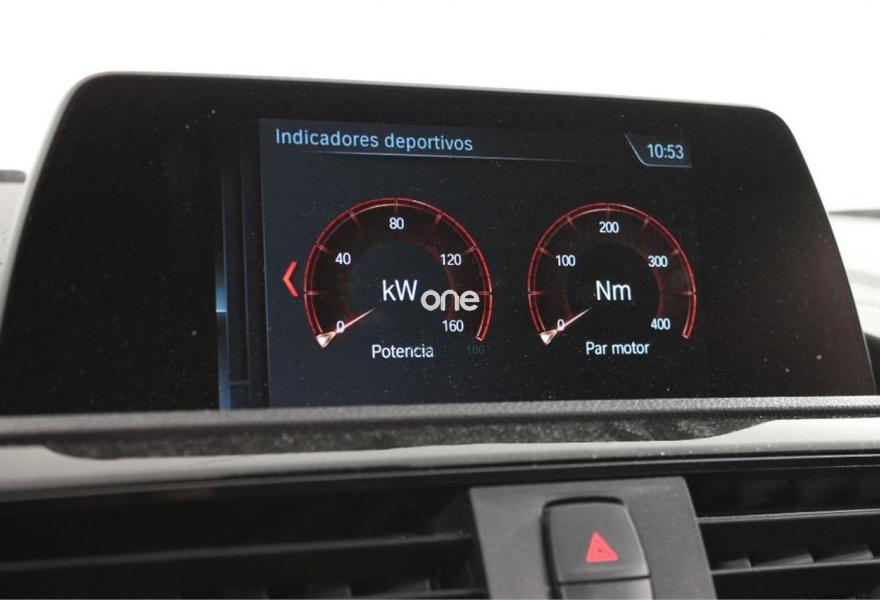 Indicadores deportivos
10:53
80
40
120
kW
0
160
Potencia
200
100
300
Nm
0
400
Par motor
one